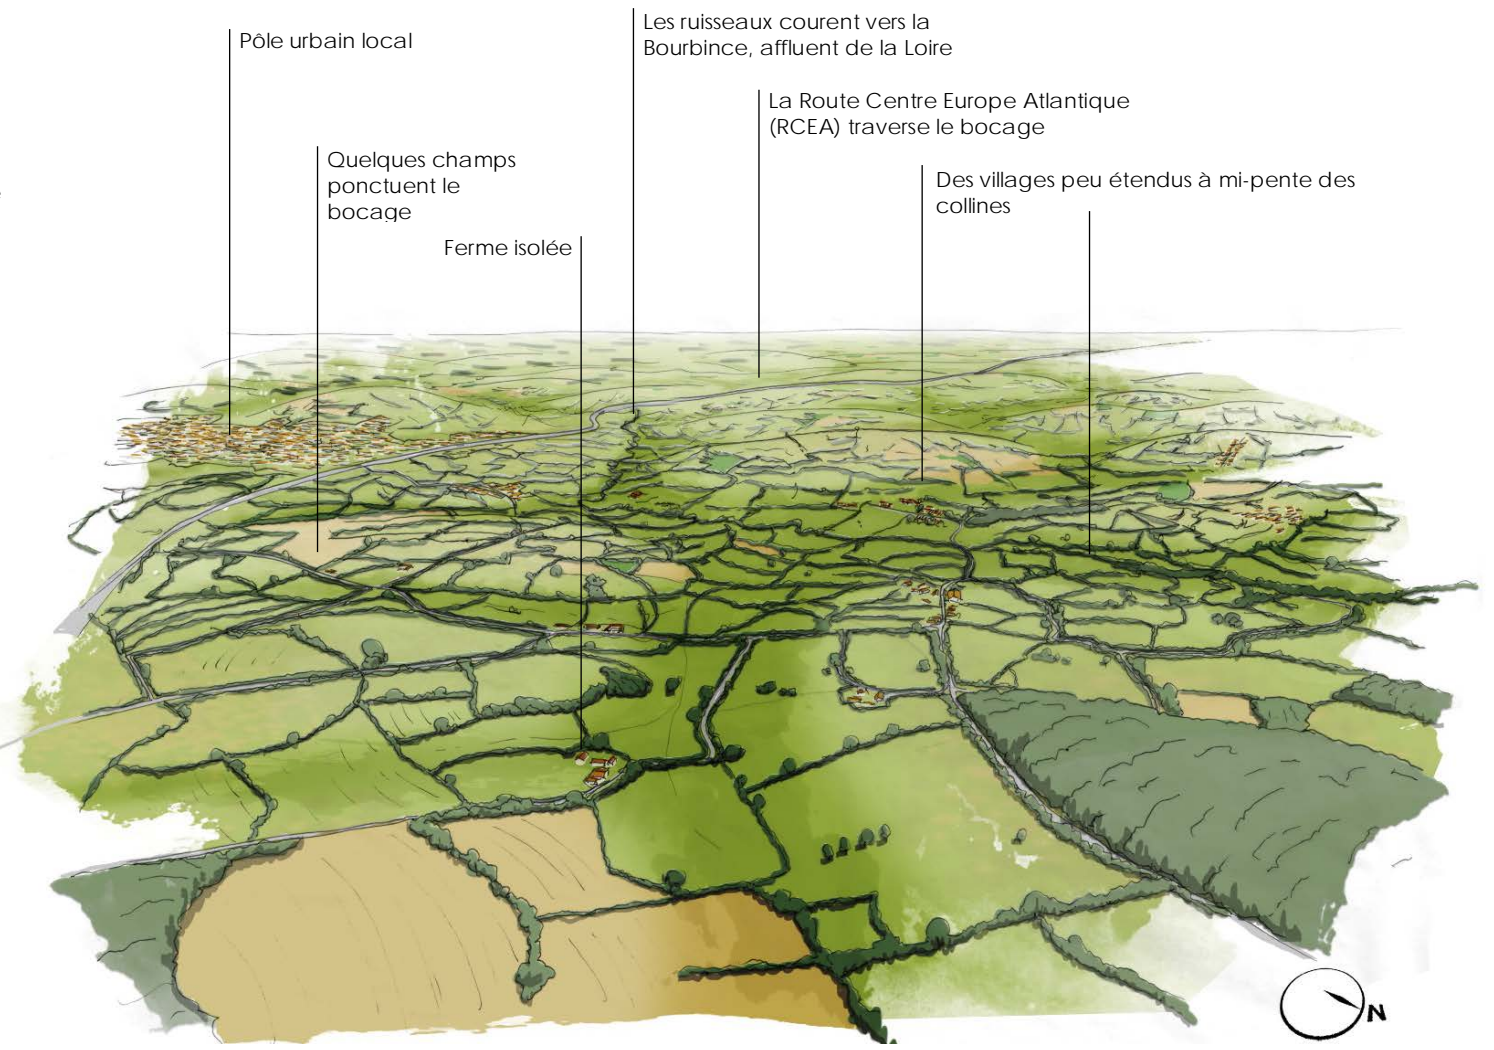 Pôle urbain local
Les ruisseaux courent vers la
Bourbince, affluent de la Loire
La Route Centre Europe Atlantique
(RCEA) traverse le bocage
Quelques champs
ponctuent le
bocage
Des villages peu étendus à mi-pente des
collines
Ferme isolée
N